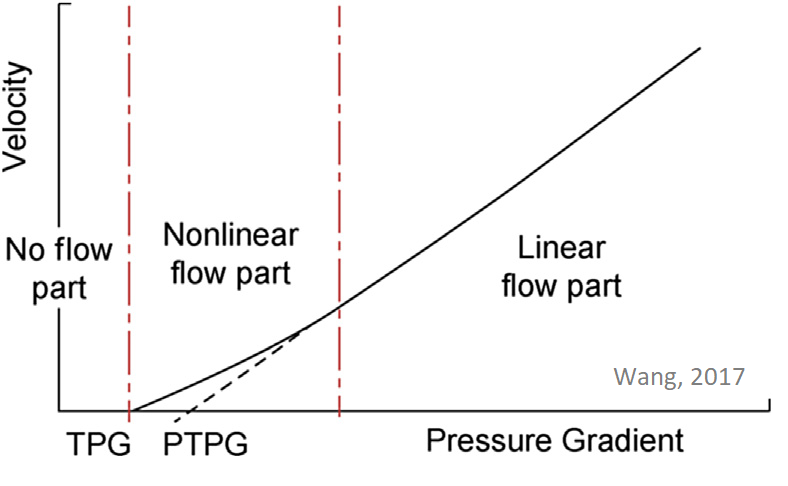 Velocity
No flow
part
Nonlinear
flow part
Linear
flow part
Wang, 2017
TPG
PTPG
Pressure Gradient